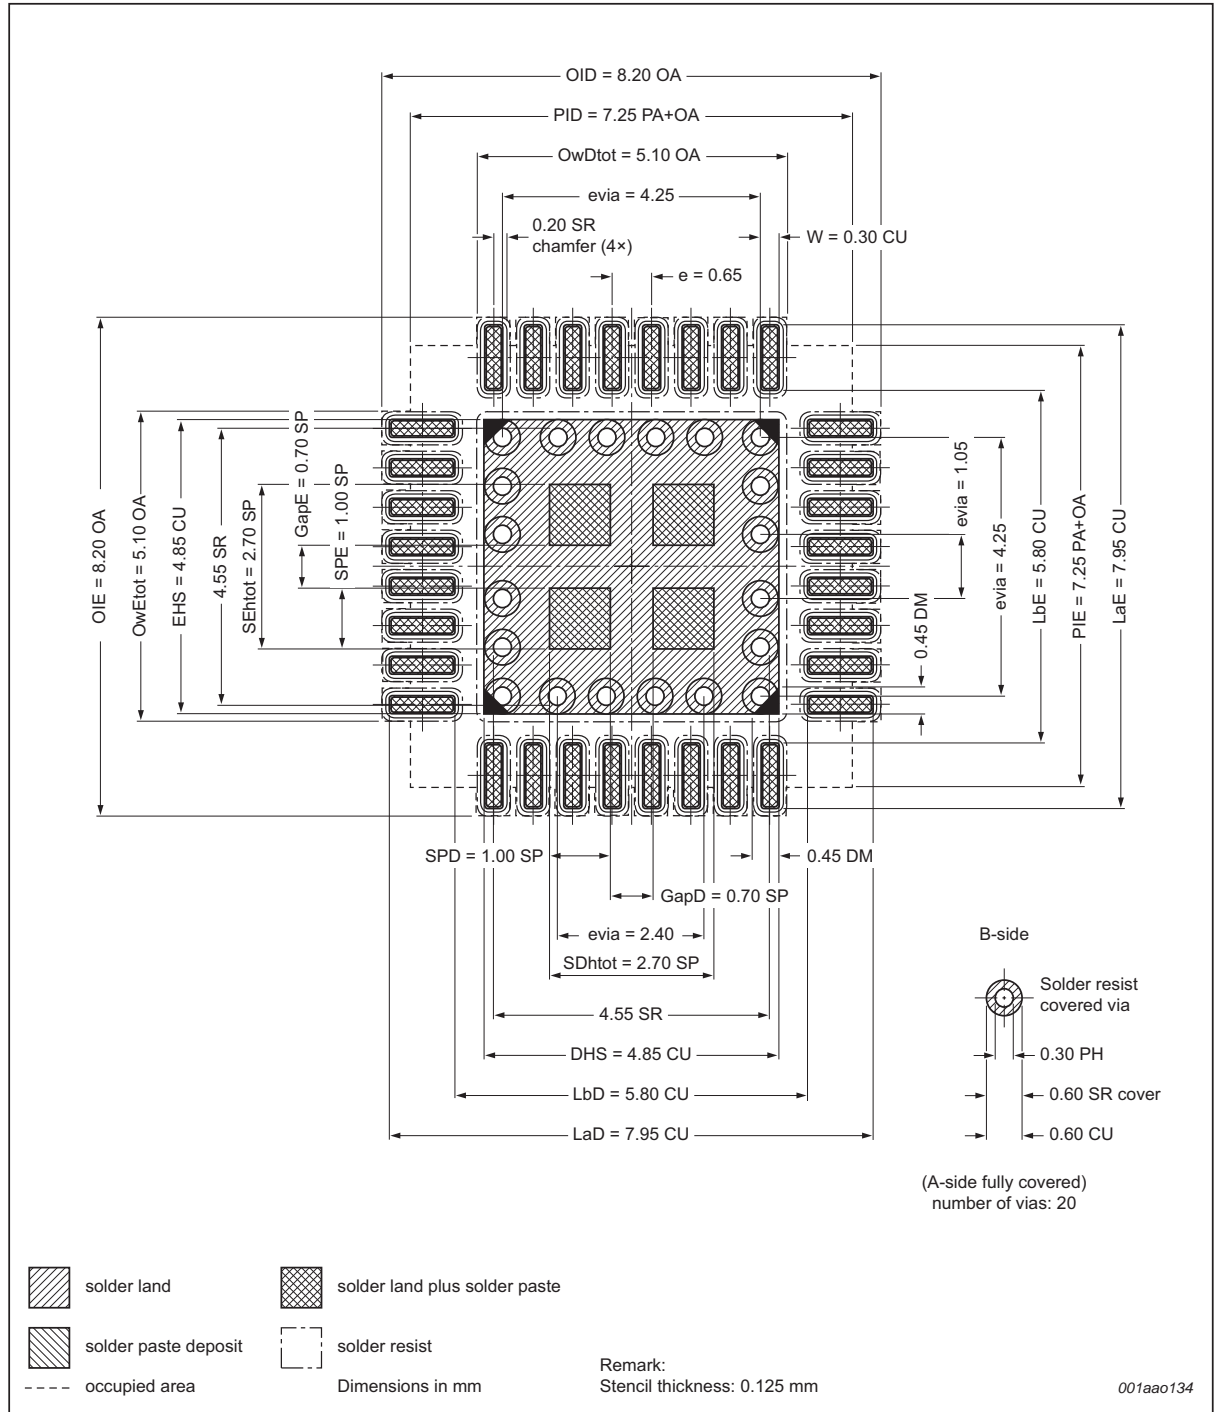 OID = 8.20 OA
PID = 7.25 PA+OA
OwDtot = 5.10 OA
evia = 4.25
0.20 SR
chamfer (4×)
W = 0.30 CU
e = 0.65
OIE = 8.20 OA
OwEtot = 5.10 OA
EHS = 4.85 CU
4.55 SR
SEhtot = 2.70 SP
GapE = 0.70 SP
SPE = 1.00 SP
evia = 1.05
evia = 4.25
0.45 DM
LbE = 5.80 CU
PIE = 7.25 PA+OA
LaE = 7.95 CU
SPD = 1.00 SP
0.45 DM
GapD = 0.70 SP
evia = 2.40
SDhtot = 2.70 SP
4.55 SR
DHS = 4.85 CU
LbD = 5.80 CU
LaD = 7.95 CU
B-side
Solder resist
covered via
0.30 PH
0.60 SR cover
0.60 CU
(A-side fully covered)
number of vias: 20
solder land
solder land plus solder paste
solder paste deposit
solder resist
occupied area
Dimensions in mm
Remark:
Stencil thickness: 0.125 mm
001aao134